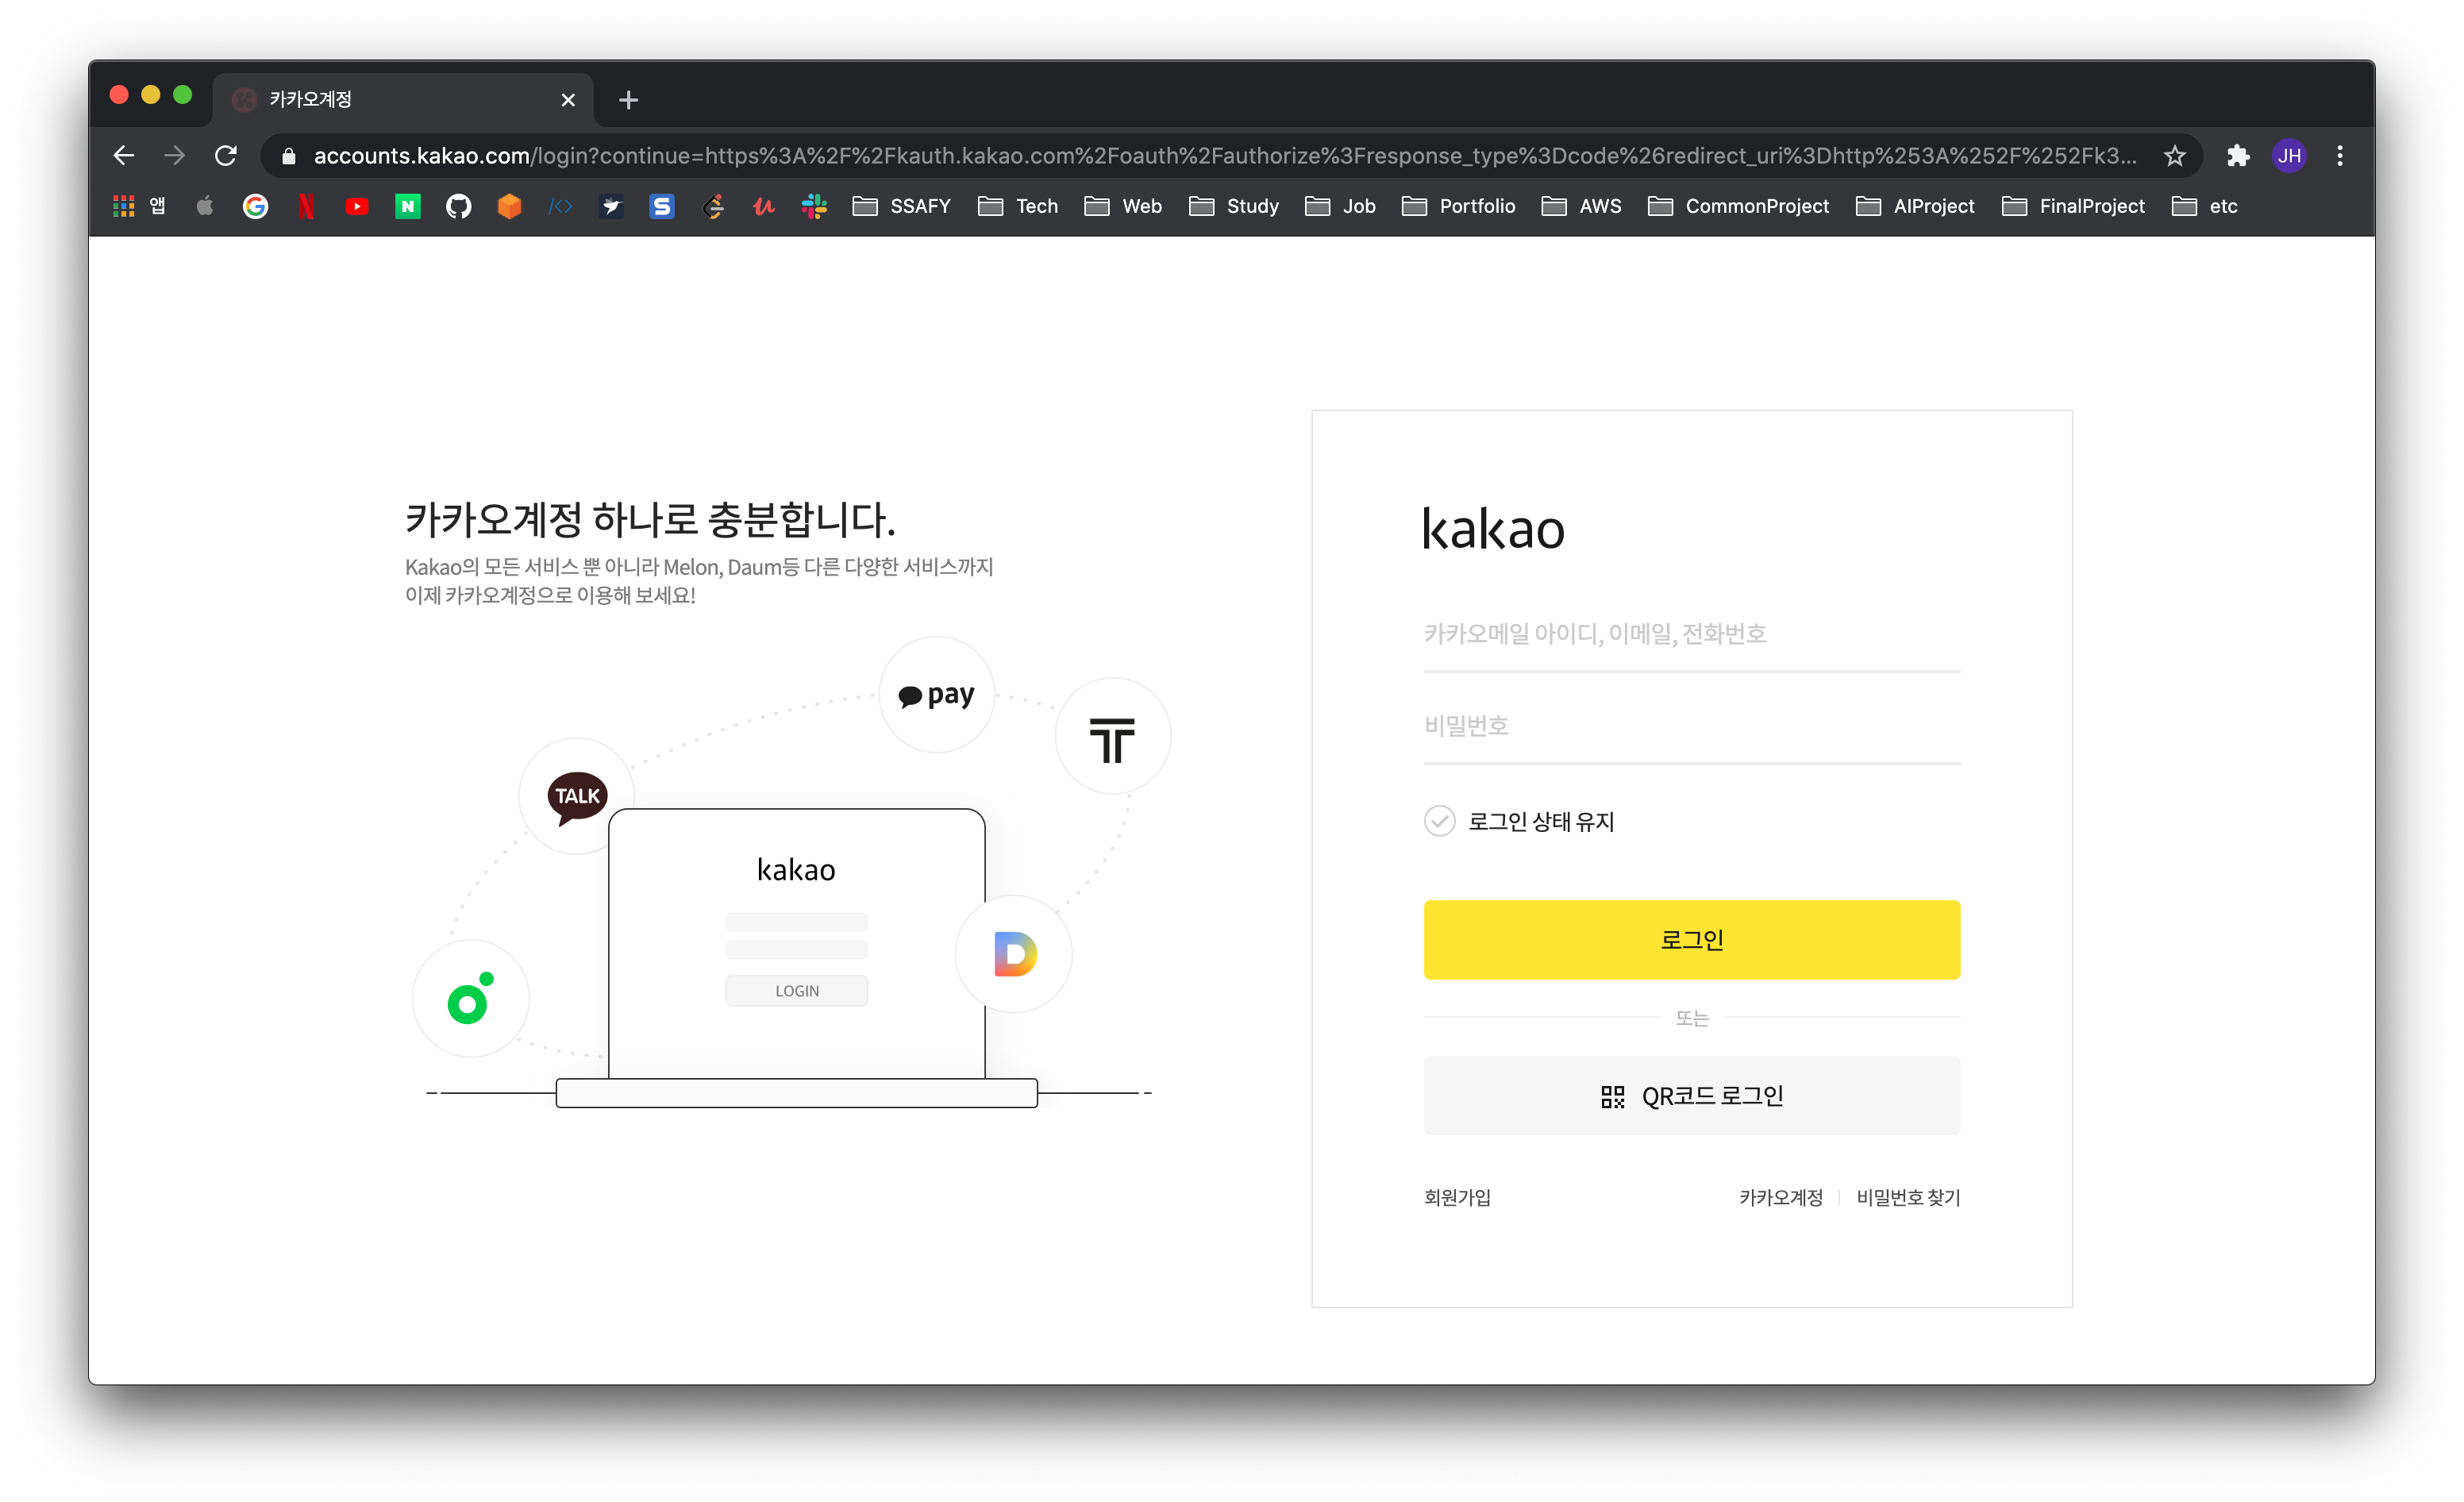 카카오계정
accounts.kakao.com/login?continue=https%3A%2F%2Fkauth.kakao.com%2Foauth%2Fauthorize%3Fresponse_type%3Dcode%26redirect_uri%3Dhttp%253A%252F%252Fk3...
JH
앱 SSAFY Tech Web Study Job Portfolio AWS CommonProject AIProject FinalProject etc
카카오계정 하나로 충분합니다.
Kakao의 모든 서비스 뿐 아니라 Melon, Daum등 다른 다양한 서비스까지
이제 카카오계정으로 이용해 보세요!
pay
TALK
kakao
LOGIN
kakao
카카오메일 아이디, 이메일, 전화번호
비밀번호
로그인 상태 유지
로그인
또는
QR코드 로그인
회원가입
카카오계정 | 비밀번호 찾기